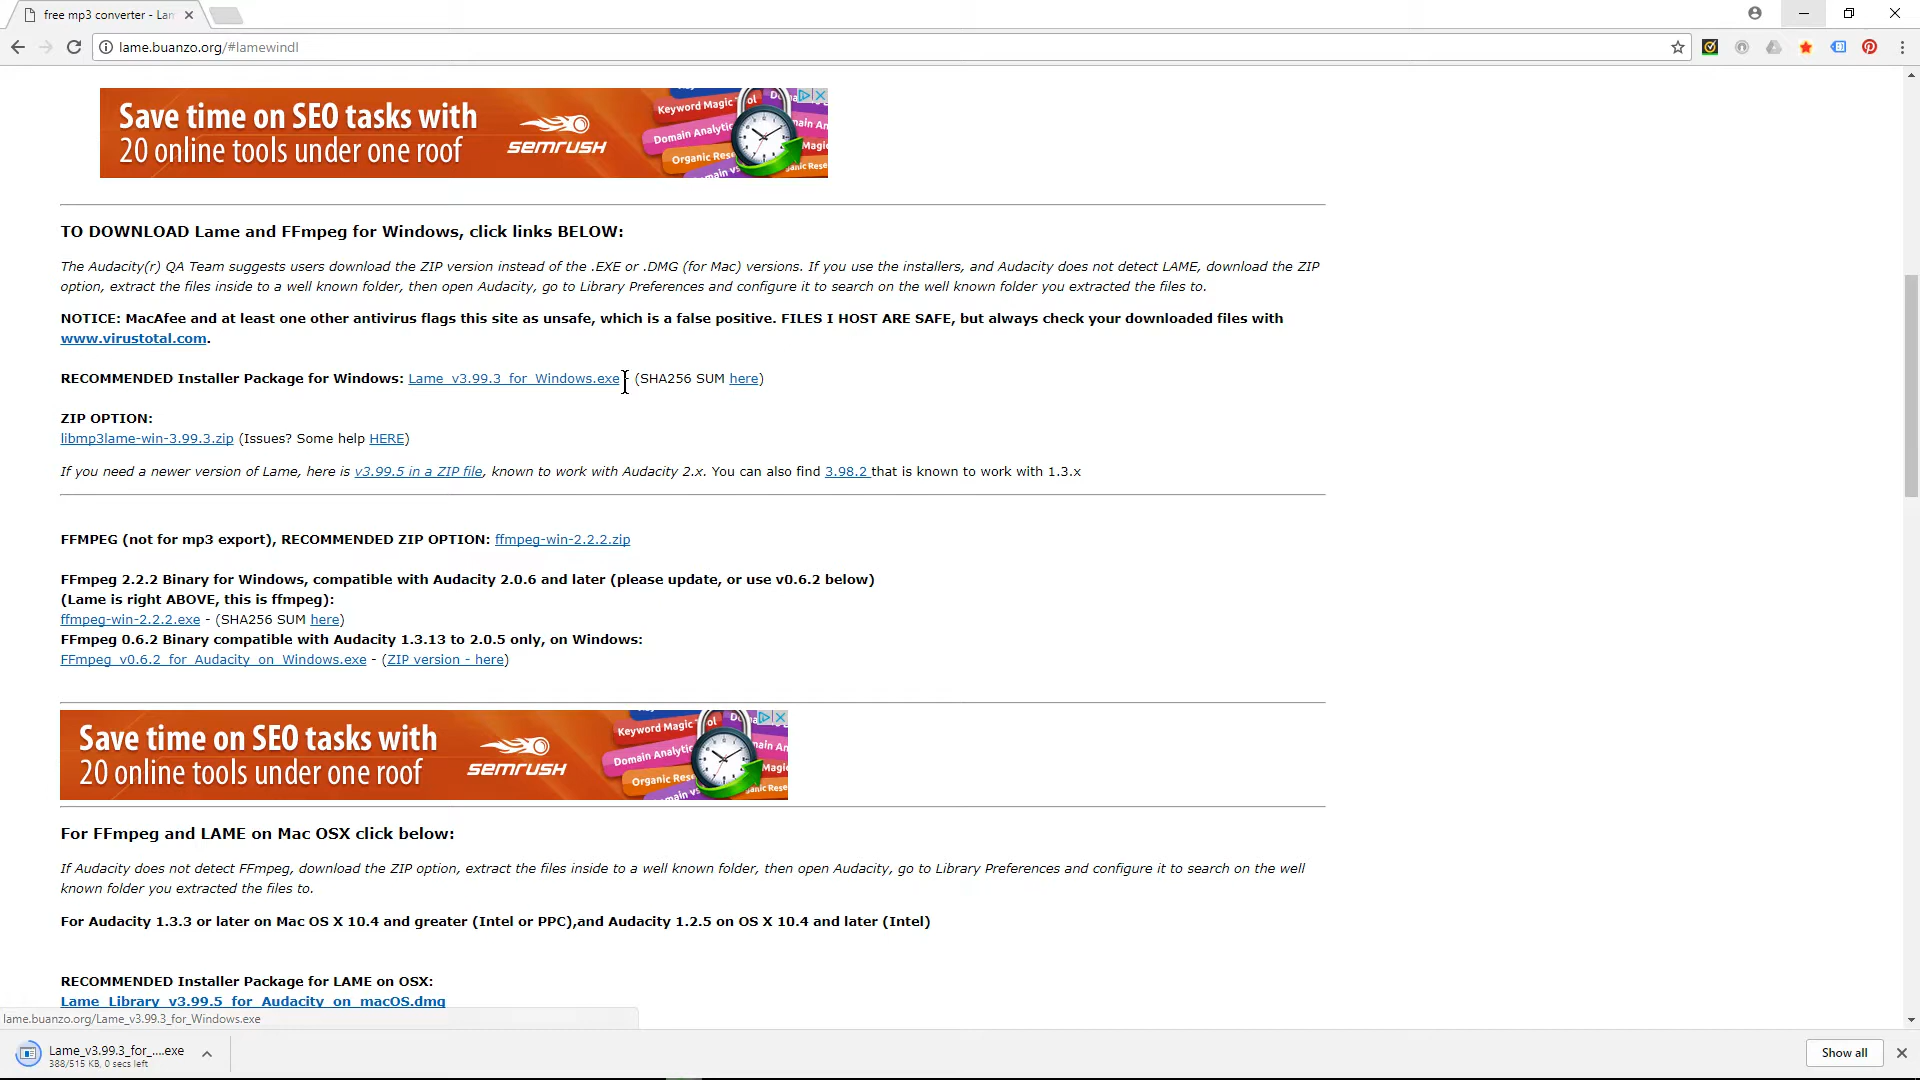 free mp3 converter - Lan
lame.buanzo.org/#lamewindl
Save time on SEO tasks with
20 online tools under one roof
semrush
Keyword Magic Tool
Domain Analytic
Organic Rese
TO DOWNLOAD Lame and FFmpeg for Windows, click links BELOW:
The Audacity(r) QA Team suggests users download the ZIP version instead of the .EXE or .DMG (for Mac) versions. If you use the installers, and Audacity does not detect LAME, download the ZIP
option, extract the files inside to a well known folder, then open Audacity, go to Library Preferences and configure it to search on the well known folder you extracted the files to.
NOTICE: MacAfee and at least one other antivirus flags this site as unsafe, which is a false positive. FILES I HOST ARE SAFE, but always check your downloaded files with
www.virustotal.com.
RECOMMENDED Installer Package for Windows: Lame_v3.99.3_for_Windows.exe - (SHA256 SUM here)
ZIP OPTION:
libmp3lame-win-3.99.3.zip (Issues? Some help HERE)
If you need a newer version of Lame, here is v3.99.5 in a ZIP file, known to work with Audacity 2.x. You can also find 3.98.2 that is known to work with 1.3.x
FFMPEG (not for mp3 export), RECOMMENDED ZIP OPTION: ffmpeg-win-2.2.2.zip
FFmpeg 2.2.2 Binary for Windows, compatible with Audacity 2.0.6 and later (please update, or use v0.6.2 below)
(Lame is right ABOVE, this is ffmpeg):
ffmpeg-win-2.2.2.exe - (SHA256 SUM here)
FFmpeg 0.6.2 Binary compatible with Audacity 1.3.13 to 2.0.5 only, on Windows:
FFmpeg_v0.6.2_for_Audacity_on_Windows.exe - (ZIP version - here)
Save time on SEO tasks with
20 online tools under one roof
semrush
Keyword Magic Tool
Domain Analytic
Organic Rese
For FFmpeg and LAME on Mac OSX click below:
If Audacity does not detect FFmpeg, download the ZIP option, extract the files inside to a well known folder, then open Audacity, go to Library Preferences and configure it to search on the well
known folder you extracted the files to.
For Audacity 1.3.3 or later on Mac OS X 10.4 and greater (Intel or PPC),and Audacity 1.2.5 on OS X 10.4 and later (Intel)
RECOMMENDED Installer Package for LAME on OSX:
Lame_Library_v3.99.5_for_Audacity_on_macOS.dmg
lame.buanzo.org/Lame_v3.99.3_for_Windows.exe
Lame_v3.99.3_for_....exe
388/515 KB, 0 secs left
Show all